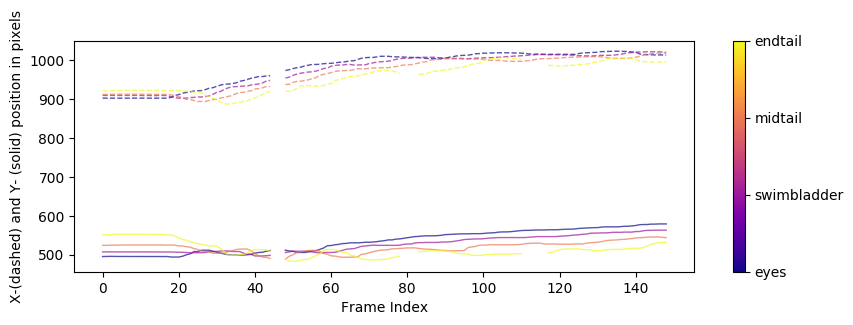 X-(dashed) and Y- (solid) position in pixels
1000
900
800
700
600
500
0 20 40 60 80 100 120 140
Frame Index
endtail
midtail
swimbladder
eyes